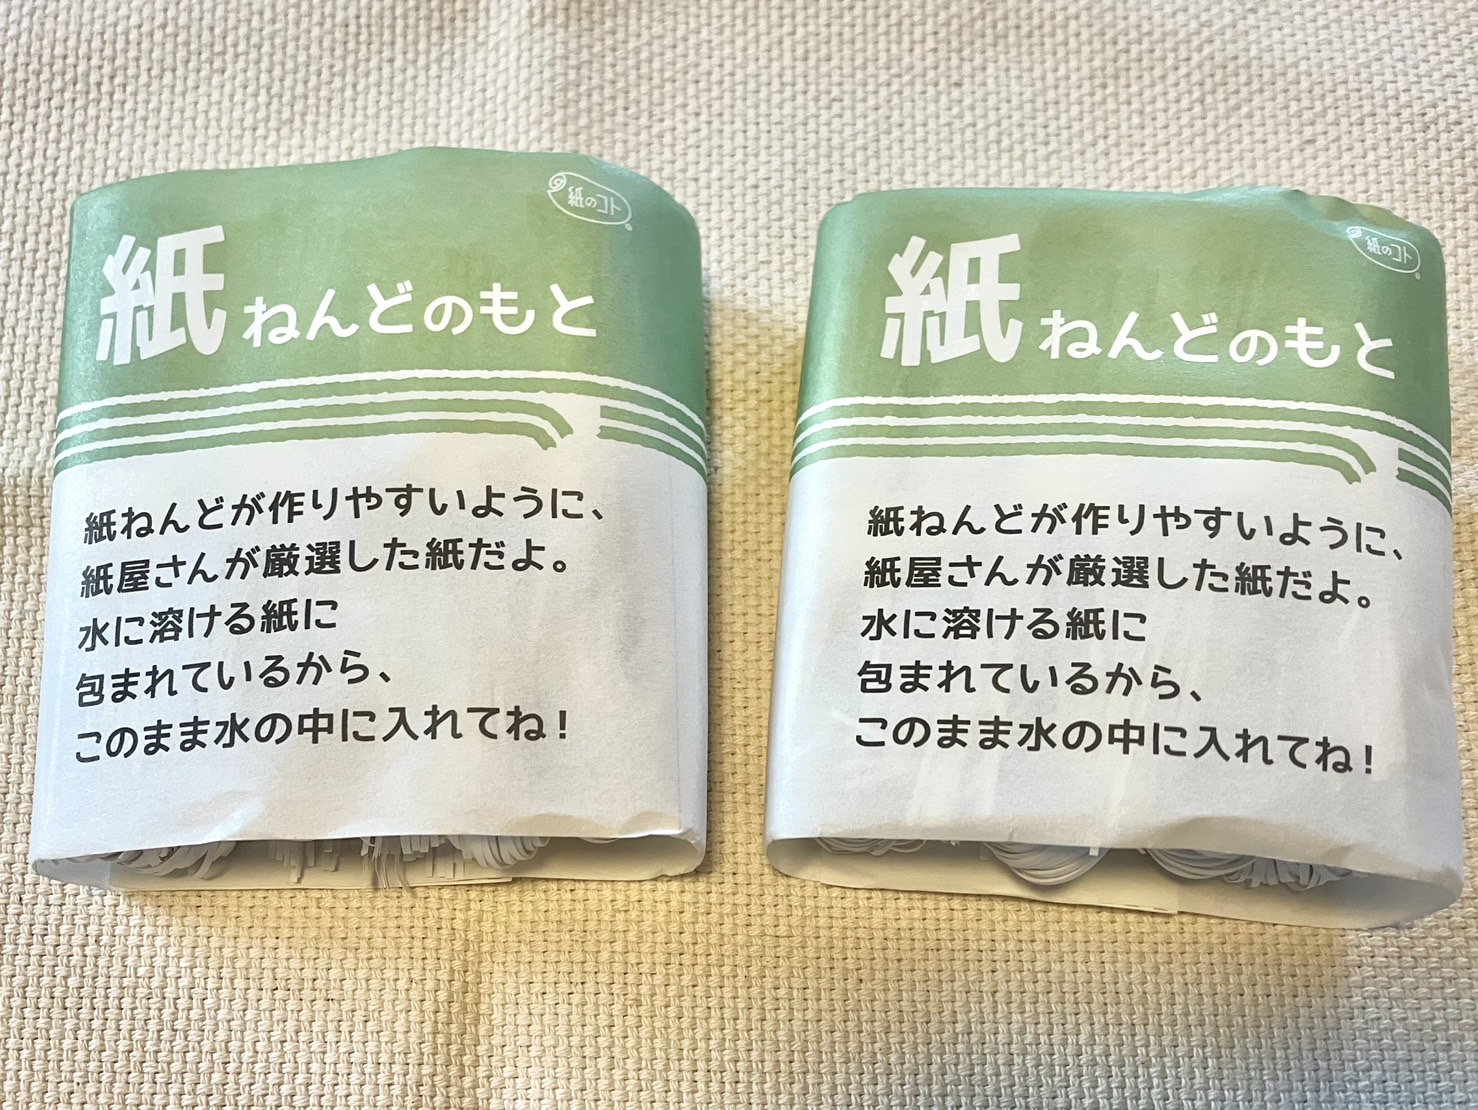 紙のコト
紙ねんどのもと
紙ねんどが作りやすいように、
紙屋さんが厳選した紙だよ。
水に溶ける紙に
包まれているから、
このまま水の中に入れてね!
紙のコト
紙ねんどのもと
紙ねんどが作りやすいように、
紙屋さんが厳選した紙だよ。
水に溶ける紙に
包まれているから、
このまま水の中に入れてね!